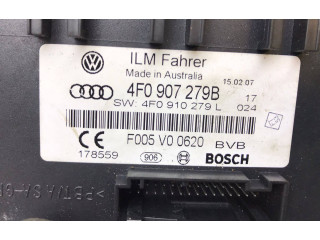 ILM Fahrer
Made in Australia
15.02.07
4F0 907 279B 17
SW: 4F0 910 279 L 024
F005 V0 0620 BVB
CE
178559
906
BOSCH